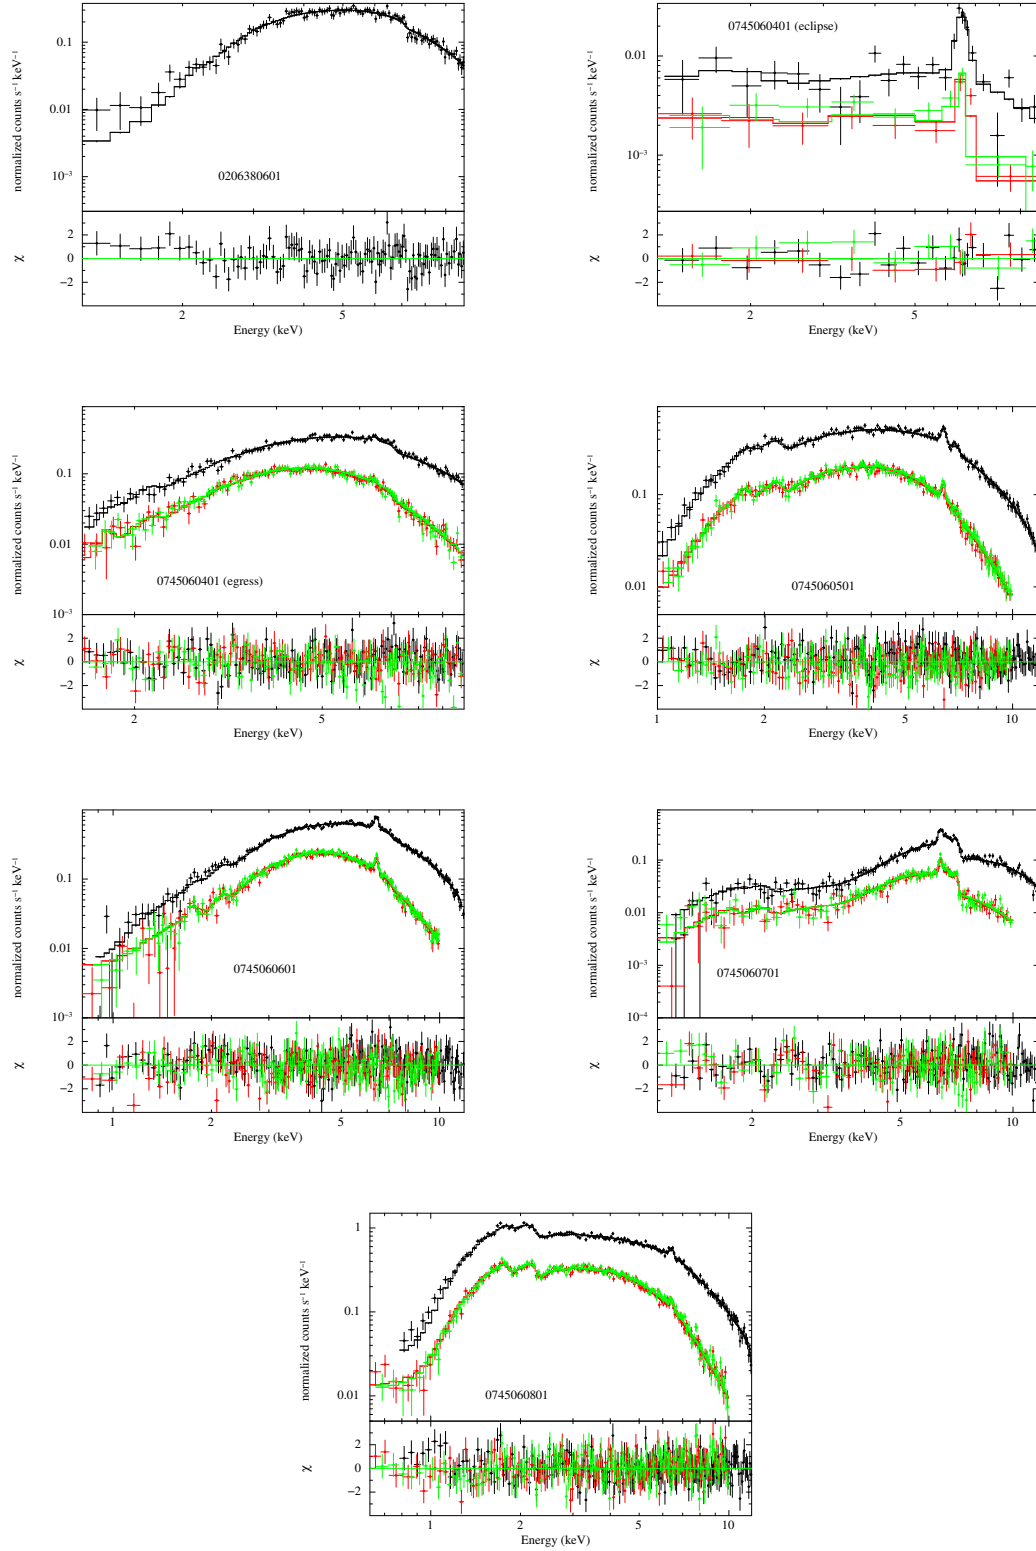 0.1
0.01
10⁻³
normalized counts s⁻¹ keV⁻¹
0206380601
2
0
−2
χ
2
5
Energy (keV)
0.01
10⁻³
normalized counts s⁻¹ keV⁻¹
0745060401 (eclipse)
2
0
−2
χ
2
5
10
Energy (keV)
0.1
0.01
10⁻³
normalized counts s⁻¹ keV⁻¹
0745060401 (egress)
2
0
−2
χ
2
5
Energy (keV)
0.1
0.01
normalized counts s⁻¹ keV⁻¹
0745060501
2
0
−2
χ
1
2
5
10
Energy (keV)
0.1
0.01
10⁻³
normalized counts s⁻¹ keV⁻¹
0745060601
2
0
−2
χ
1
2
5
10
Energy (keV)
0.1
0.01
10⁻³
10⁻⁴
normalized counts s⁻¹ keV⁻¹
0745060701
2
0
−2
χ
2
5
10
Energy (keV)
1
0.1
0.01
normalized counts s⁻¹ keV⁻¹
0745060801
2
0
−2
χ
1
2
5
10
Energy (keV)